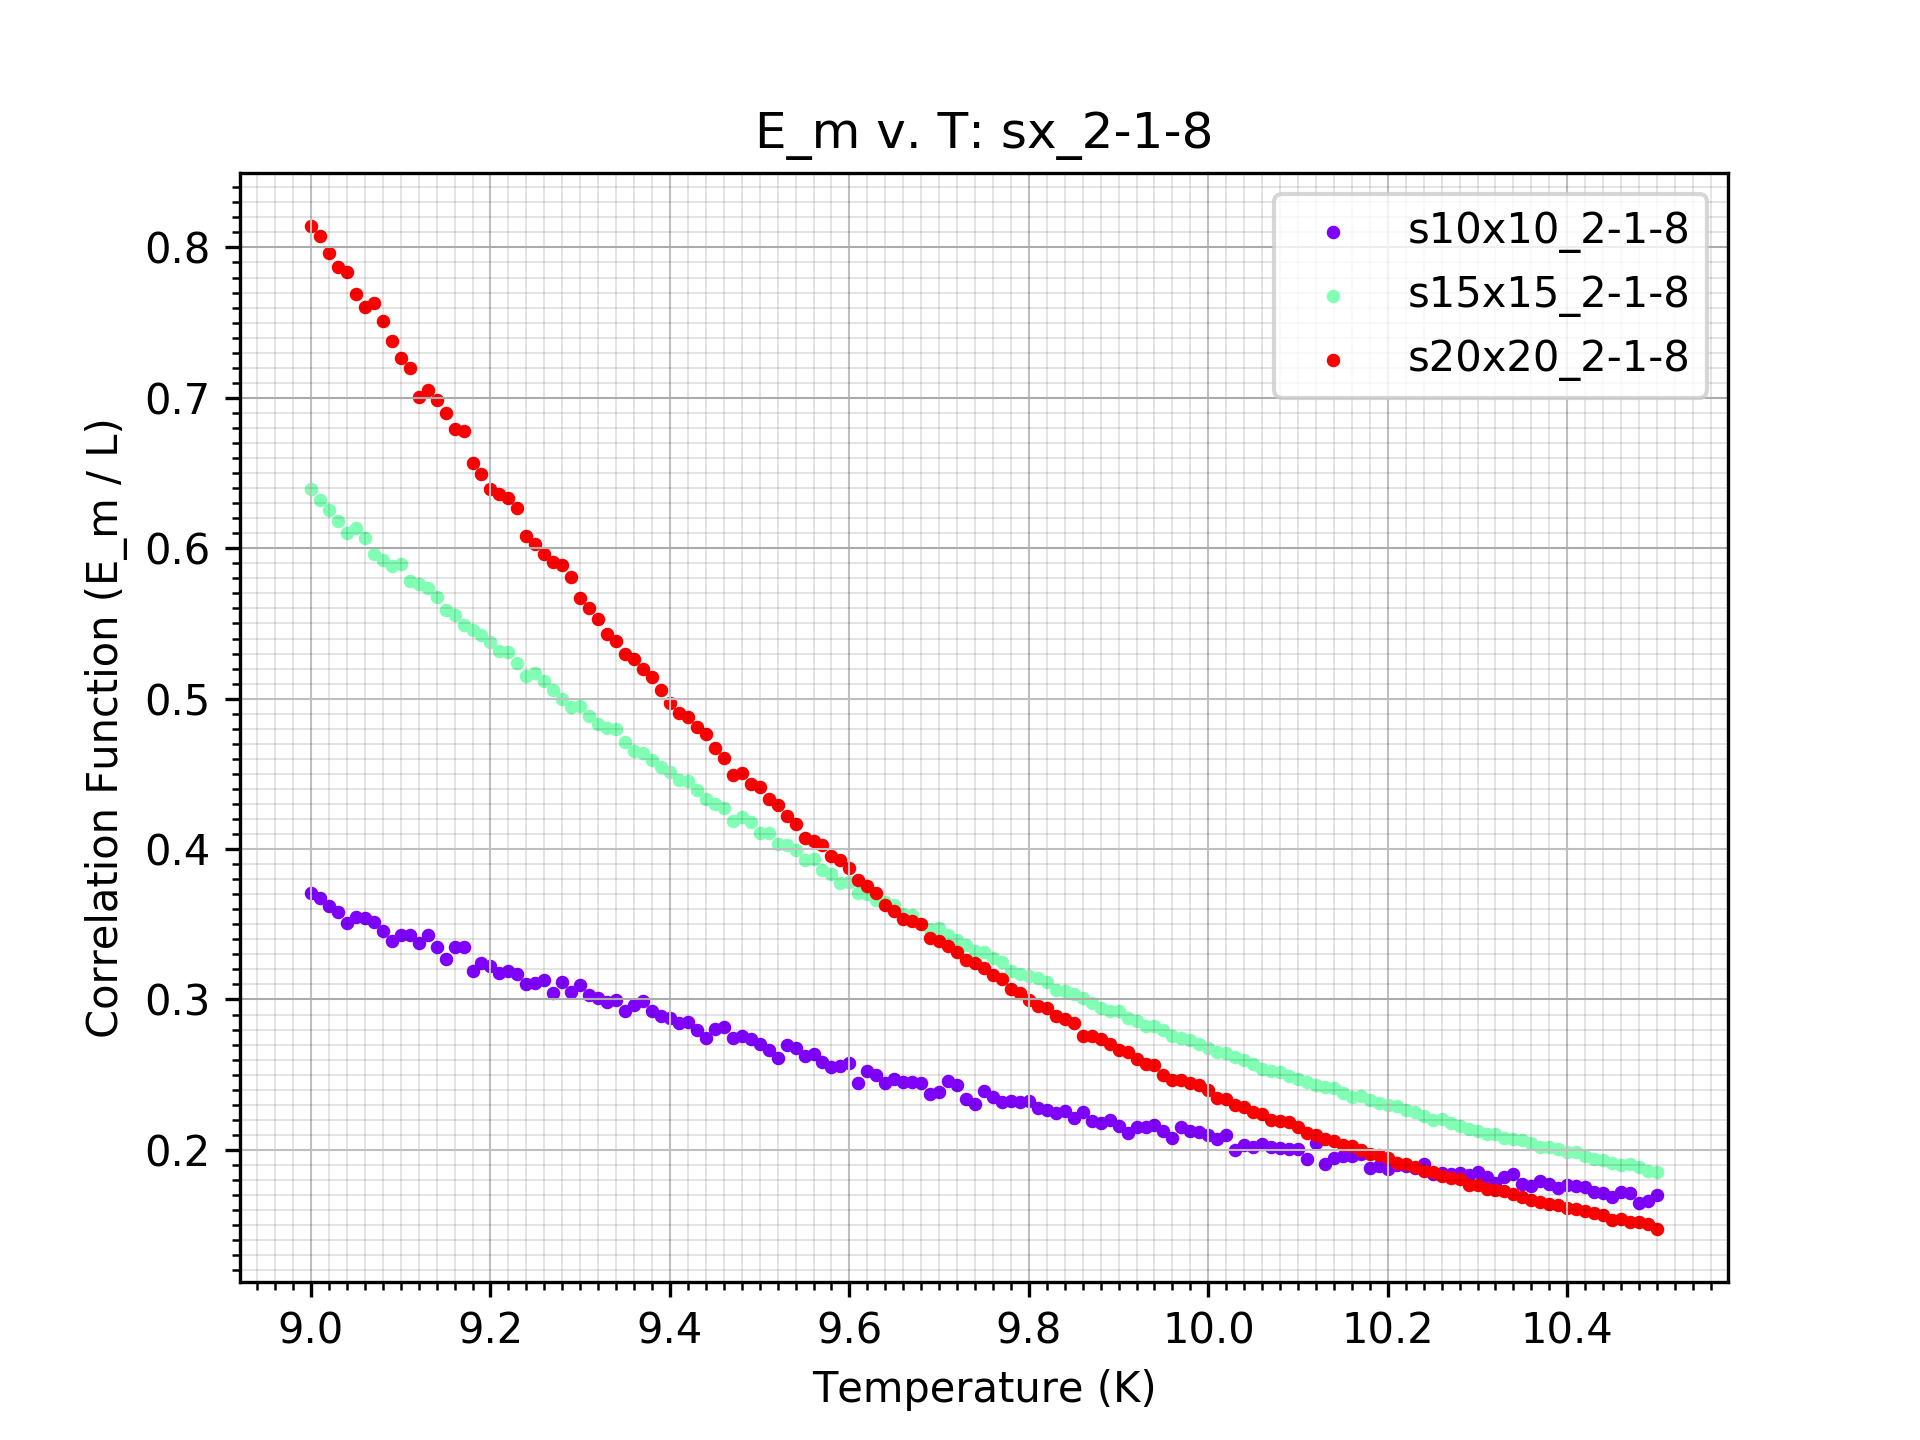 E_m v. T: sx_2-1-8
s10x10_2-1-8
s15x15_2-1-8
s20x20_2-1-8
Correlation Function (E_m / L)
0.8
0.7
0.6
0.5
0.4
0.3
0.2
9.0 9.2 9.4 9.6 9.8 10.0 10.2 10.4
Temperature (K)